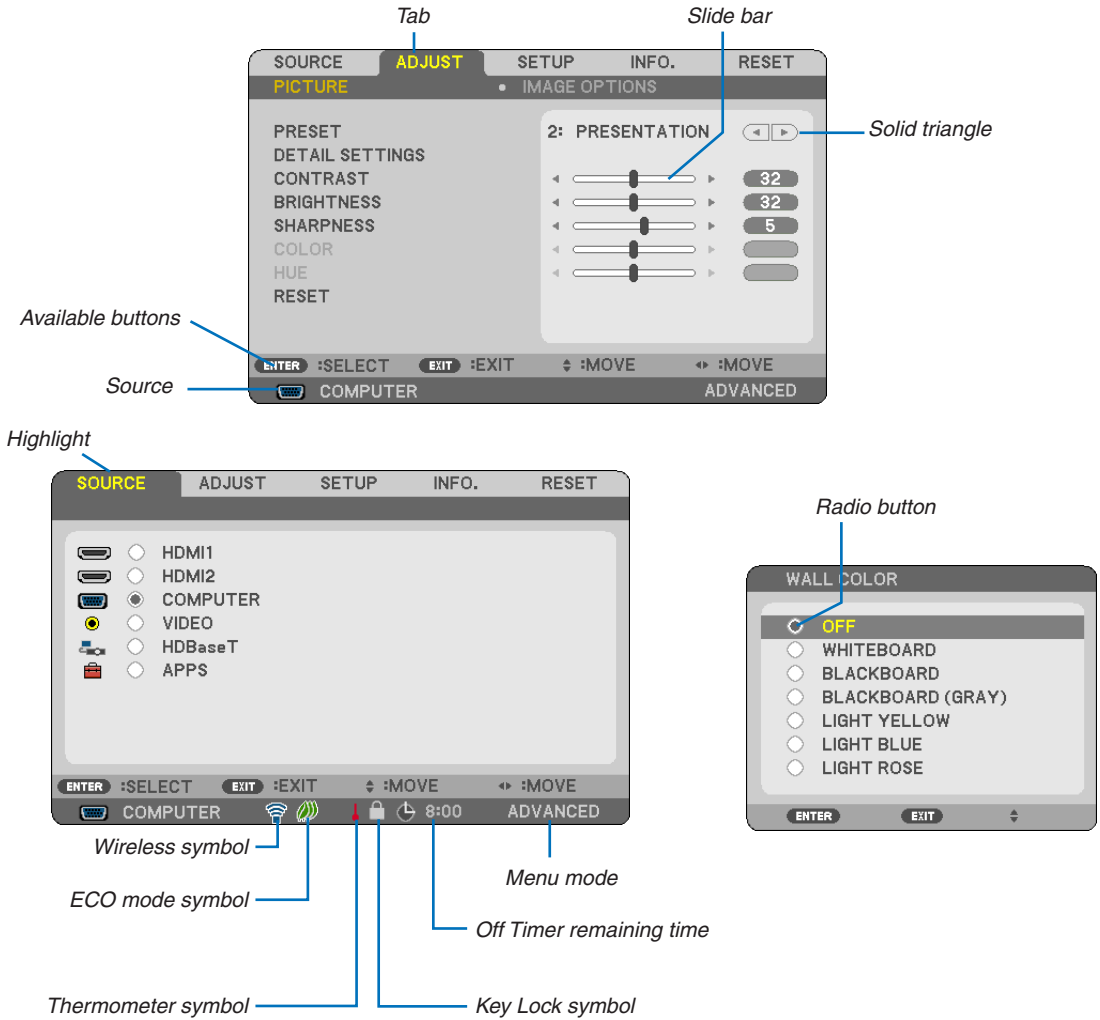 Tab
Slide bar
SOURCE ADJUST SETUP INFO. RESET
PICTURE • IMAGE OPTIONS
PRESET 2: PRESENTATION
Solid triangle
DETAIL SETTINGS
CONTRAST 32
BRIGHTNESS 32
SHARPNESS 5
COLOR
HUE
RESET
Available buttons
ENTER :SELECT EXIT :EXIT :MOVE :MOVE
Source
COMPUTER ADVANCED
Highlight
SOURCE ADJUST SETUP INFO. RESET
HDMI1
HDMI2
COMPUTER
VIDEO
HDBaseT
APPS
ENTER :SELECT EXIT :EXIT :MOVE :MOVE
COMPUTER 8:00 ADVANCED
Radio button
WALL COLOR
OFF
WHITEBOARD
BLACKBOARD
BLACKBOARD (GRAY)
LIGHT YELLOW
LIGHT BLUE
LIGHT ROSE
ENTER EXIT
Wireless symbol
Menu mode
ECO mode symbol
Off Timer remaining time
Thermometer symbol
Key Lock symbol